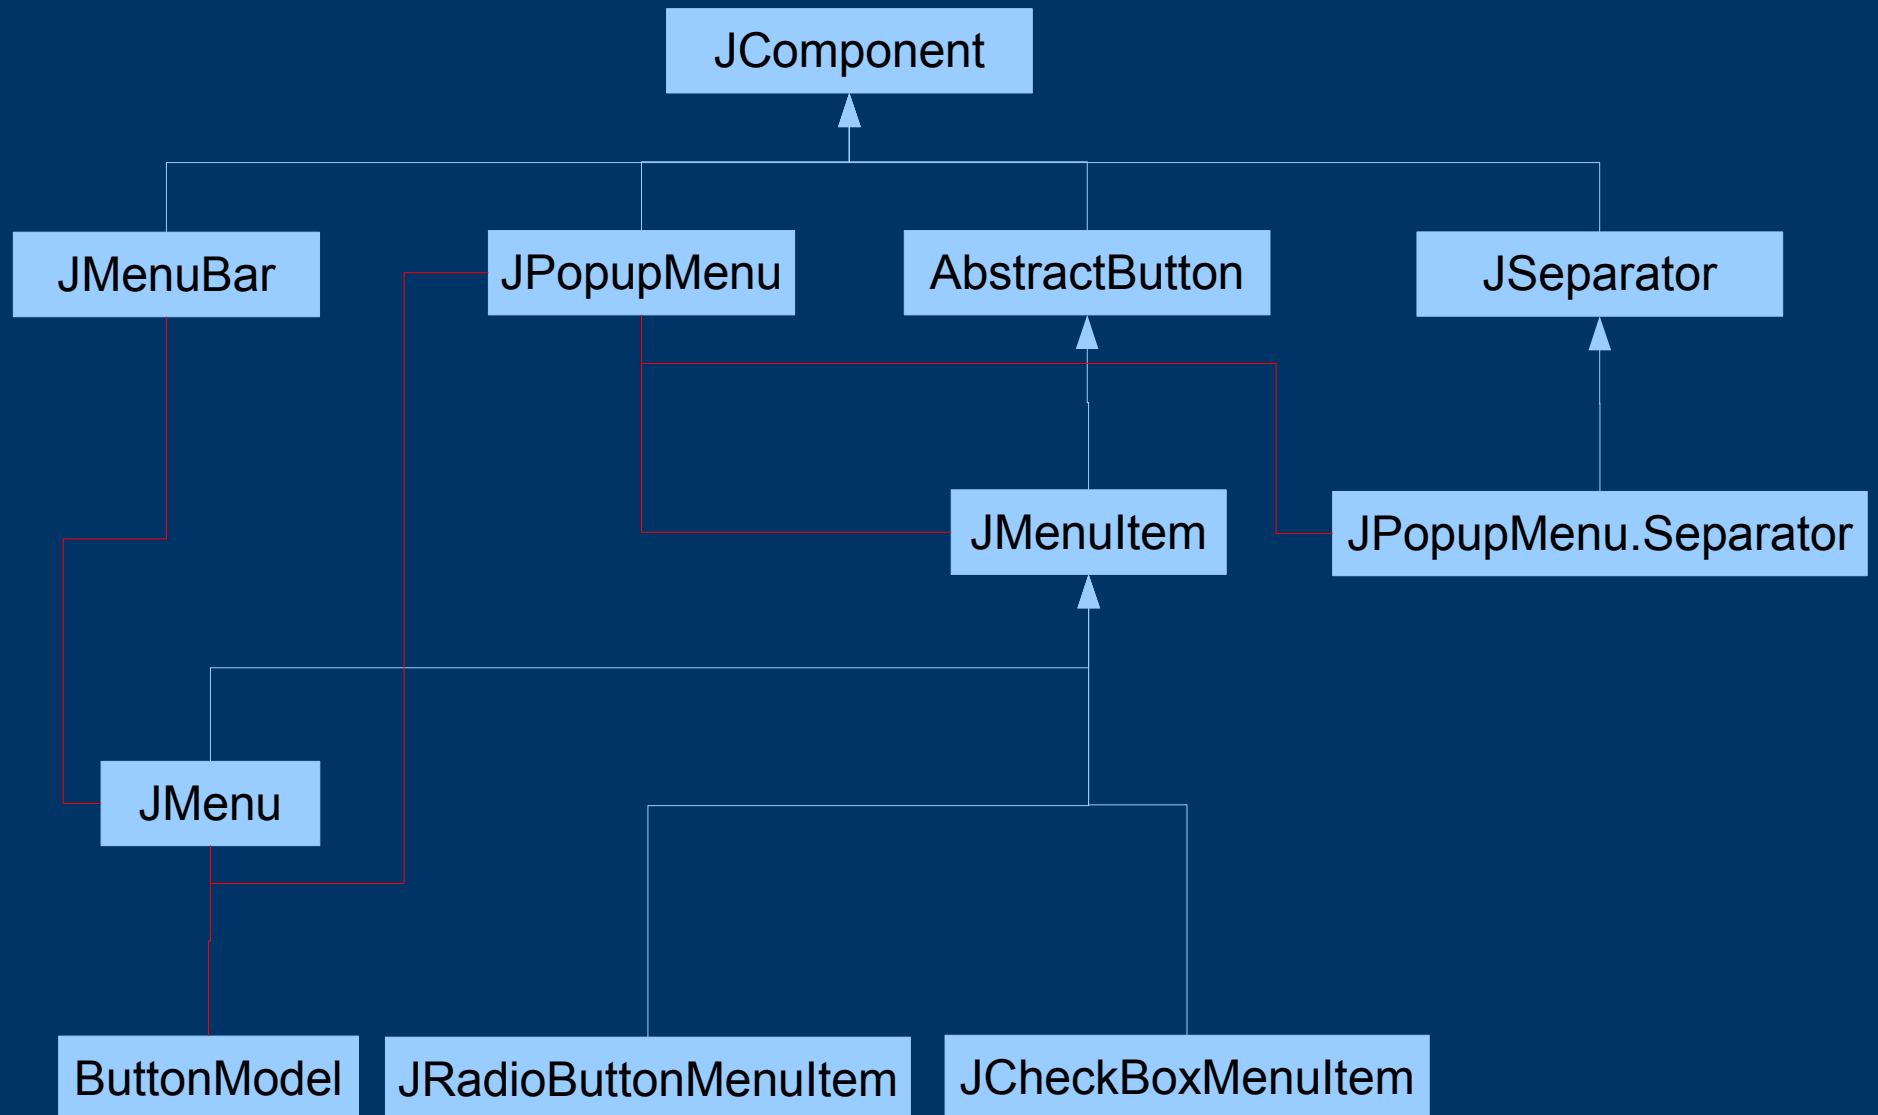 JComponent
JMenuBar
JPopupMenu
AbstractButton
JSeparator
JMenuItem
JPopupMenu.Separator
JMenu
ButtonModel
JRadioButtonMenuItem
JCheckBoxMenuItem